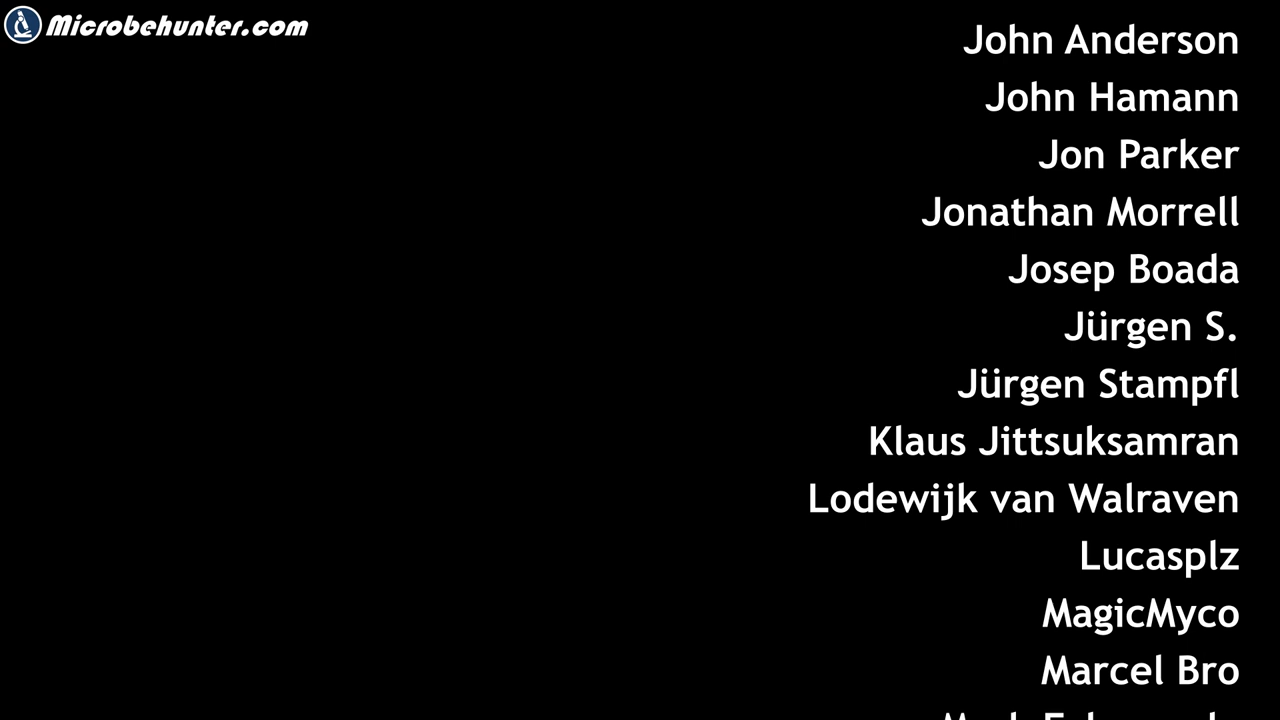 Microbehunter.com
John Anderson
John Hamann
Jon Parker
Jonathan Morrell
Josep Boada
Jürgen S.
Jürgen Stampfl
Klaus Jittsuksamran
Lodewijk van Walraven
Lucasplz
MagicMyco
Marcel Bro